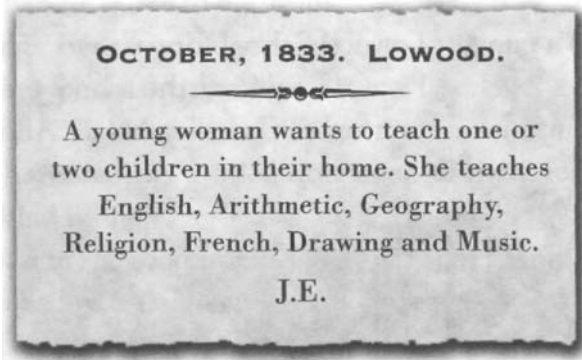 OCTOBER, 1833. LOWOOD.
A young woman wants to teach one or
two children in their home. She teaches
English, Arithmetic, Geography,
Religion, French, Drawing and Music.
J.E.